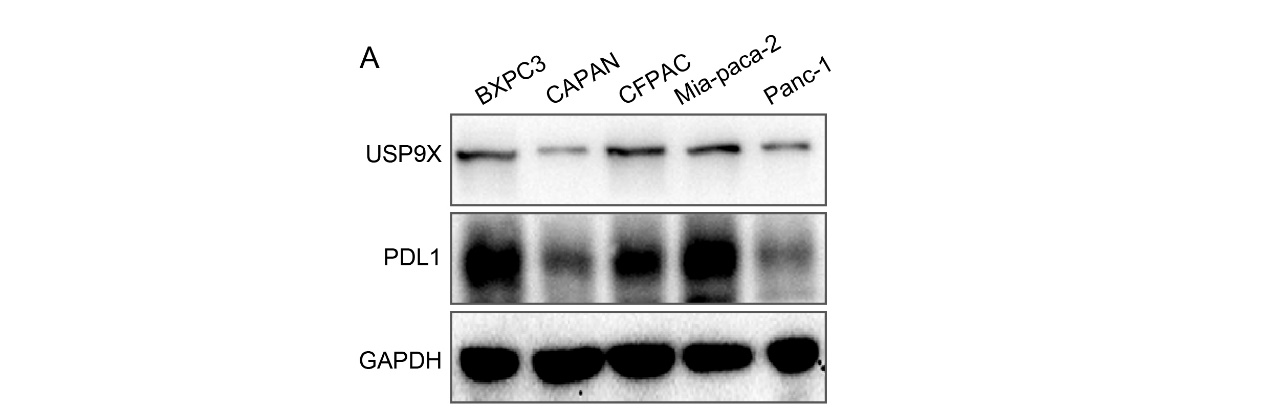 A
BXPC3 CAPAN CFPAC Mia-paca-2 Panc-1
USP9X
PDL1
GAPDH